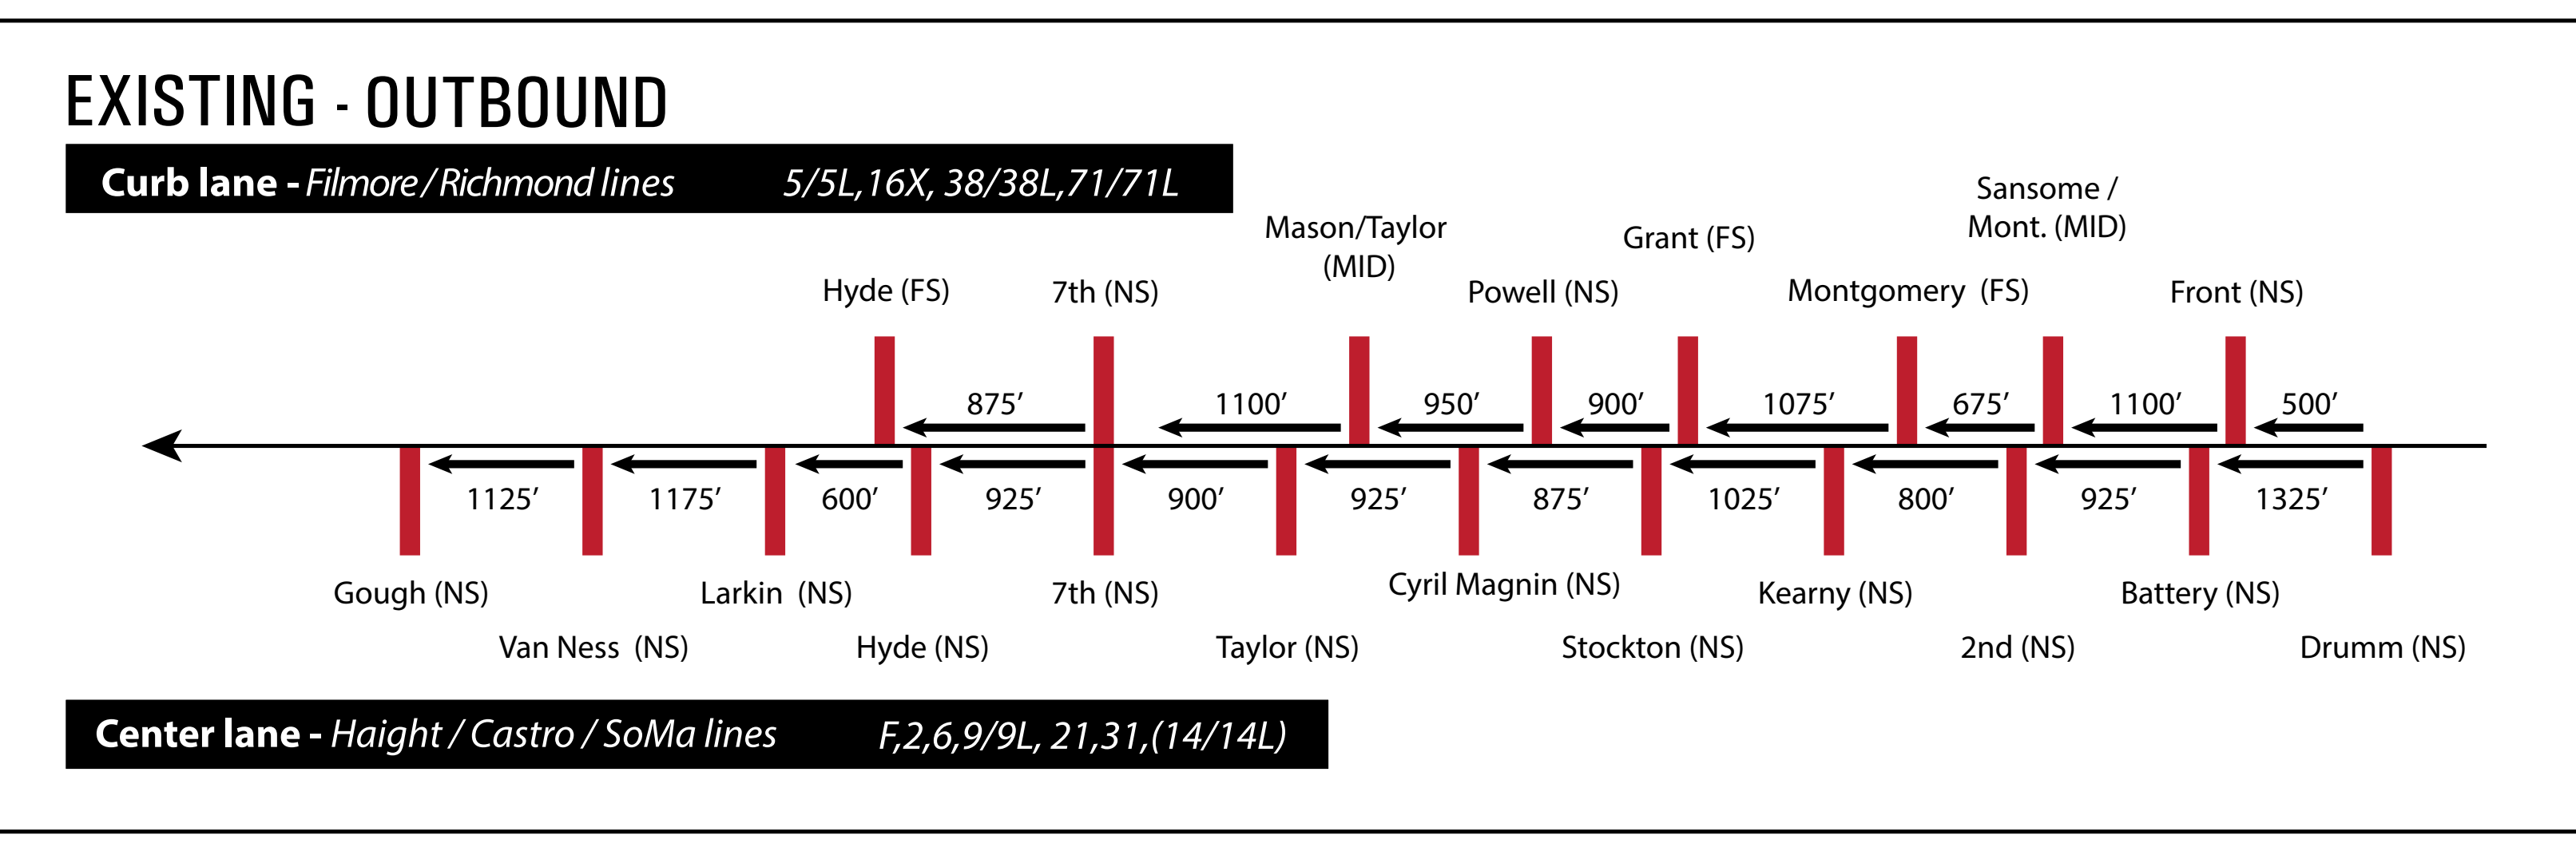 EXISTING - OUTBOUND
Curb lane - Filmore / Richmond lines 5/5L,16X, 38/38L,71/71L
Sansome /
Mont. (MID)
Mason/Taylor
(MID)
Grant (FS)
Hyde (FS) 7th (NS) Powell (NS) Montgomery (FS) Front (NS)
875’ 1100’ 950’ 900’ 1075’ 675’ 1100’ 500’
1125’ 1175’ 600’ 925’ 900’ 925’ 875’ 1025’ 800’ 925’ 1325’
Gough (NS) Larkin (NS) 7th (NS) Cyril Magnin (NS) Kearny (NS) Battery (NS)
Van Ness (NS) Hyde (NS) Taylor (NS) Stockton (NS) 2nd (NS) Drumm (NS)
Center lane - Haight / Castro / SoMa lines F,2,6,9/9L, 21,31,(14/14L)